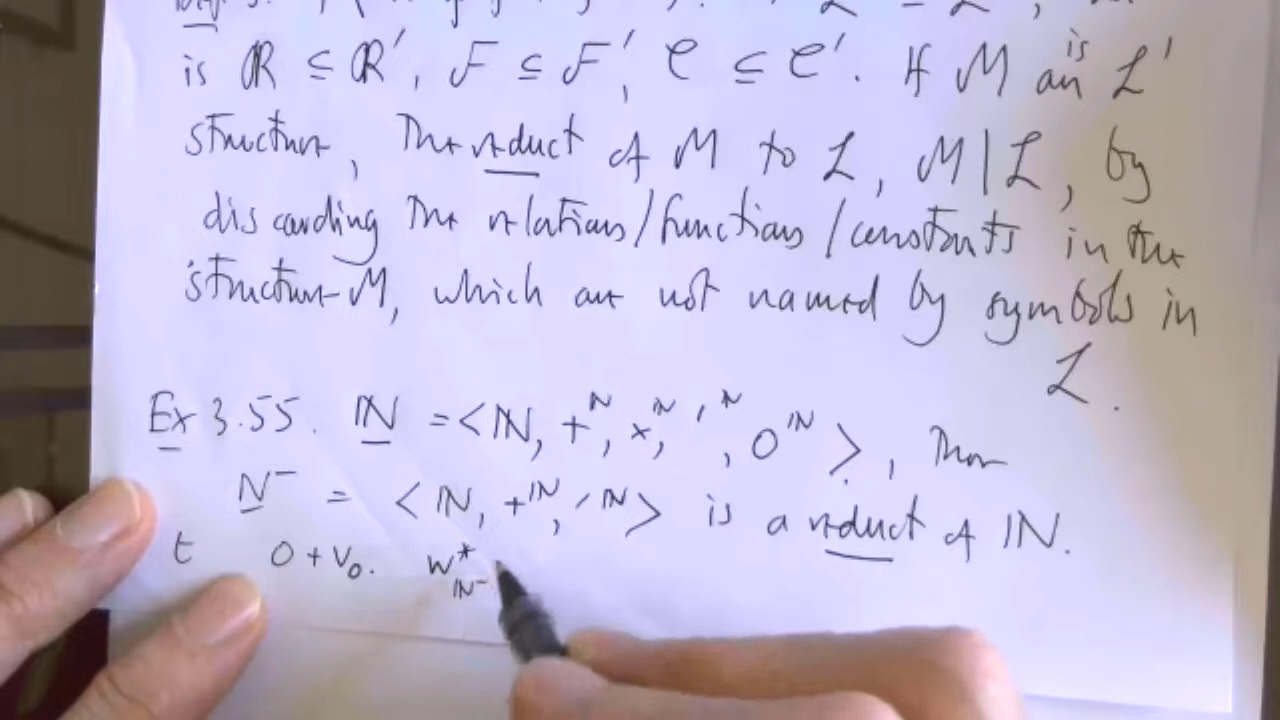 is ℛ ⊆ ℛ', ℱ ⊆ ℱ', 𝒞 ⊆ 𝒞'. If M is an ℒ'
structure, The reduct of M to ℒ, M|ℒ, by
discarding The relations/functions/constants in the
structure M, which are not named by symbols in
ℒ.
Ex 3.55. ℕ = <ℕ, +^ℕ, ×^ℕ, '^ℕ, 0^ℕ>, Then
N⁻ = <ℕ, +^ℕ, '^ℕ> is a reduct of ℕ.
t 0 + v₀. w*_ℕ⁻